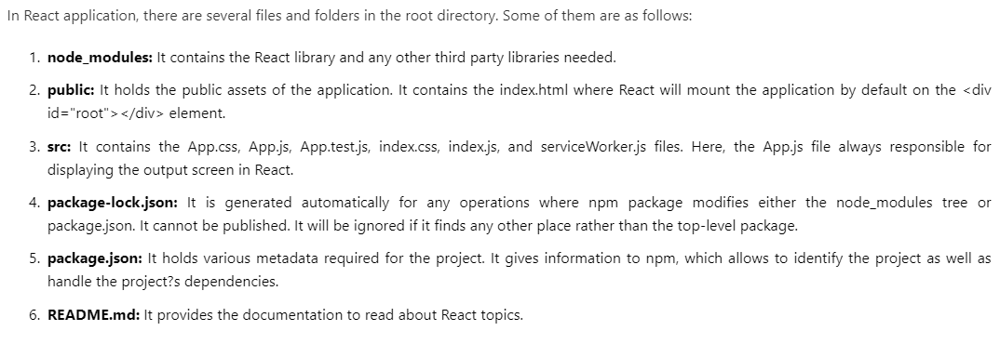 In React application, there are several files and folders in the root directory. Some of them are as follows:
1. node_modules: It contains the React library and any other third party libraries needed.
2. public: It holds the public assets of the application. It contains the index.html where React will mount the application by default on the <div
id="root"></div> element.
3. src: It contains the App.css, App.js, App.test.js, index.css, index.js, and serviceWorker.js files. Here, the App.js file always responsible for
displaying the output screen in React.
4. package-lock.json: It is generated automatically for any operations where npm package modifies either the node_modules tree or
package.json. It cannot be published. It will be ignored if it finds any other place rather than the top-level package.
5. package.json: It holds various metadata required for the project. It gives information to npm, which allows to identify the project as well as
handle the project?s dependencies.
6. README.md: It provides the documentation to read about React topics.